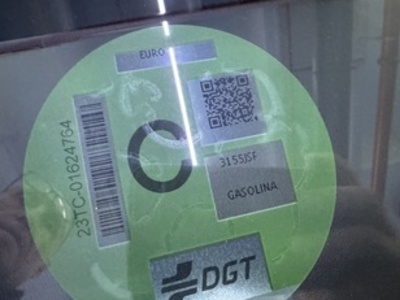 EURO
23TC-01624764
C
3155JSF
GASOLINA
DGT